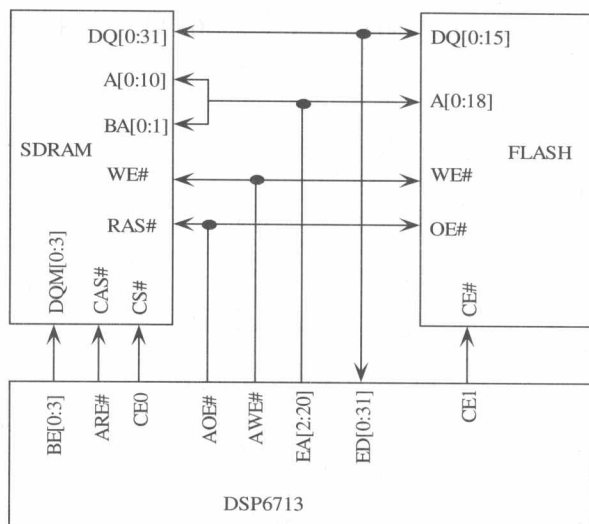 DQ[0:31]
DQ[0:15]
A[0:10]
A[0:18]
BA[0:1]
SDRAM
FLASH
WE#
WE#
RAS#
OE#
DQM[0:3]
CAS#
CS#
CE#
BE[0:3]
ARE#
CE0
AOE#
AWE#
EA[2:20]
ED[0:31]
CE1
DSP6713